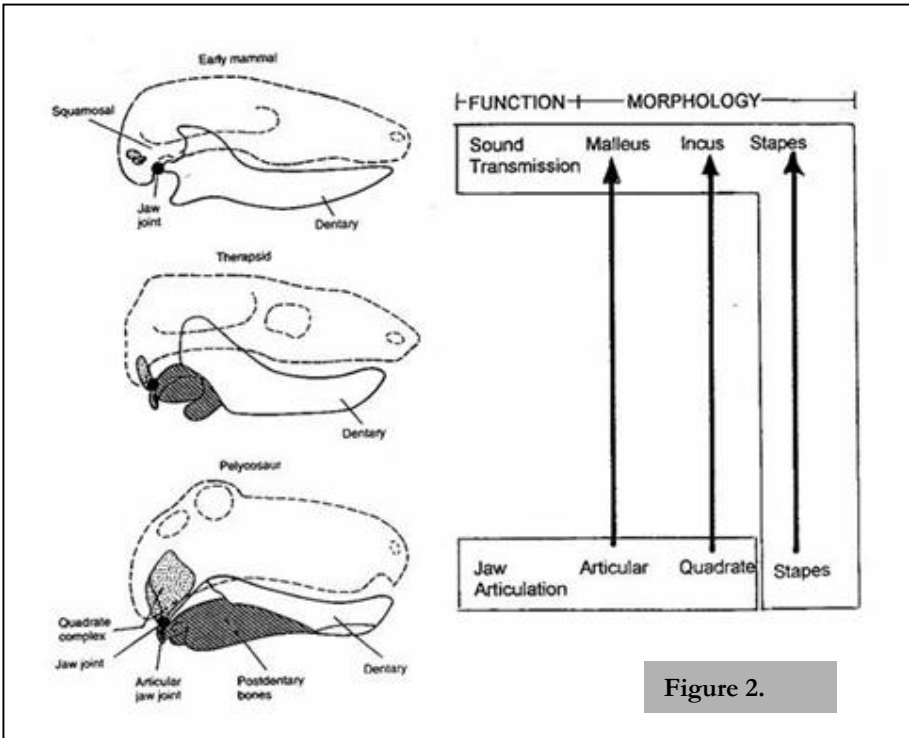 Early mammal
Squamosal
Jaw
joint
Dentary
Therapsid
Dentary
Pelycosaur
Quadrate
complex
Jaw joint
Articular
jaw joint
Postdentary
bones
Dentary
FUNCTION MORPHOLOGY
Sound Malleus Incus Stapes
Transmission
Jaw Articular Quadrate Stapes
Articulation
Figure 2.